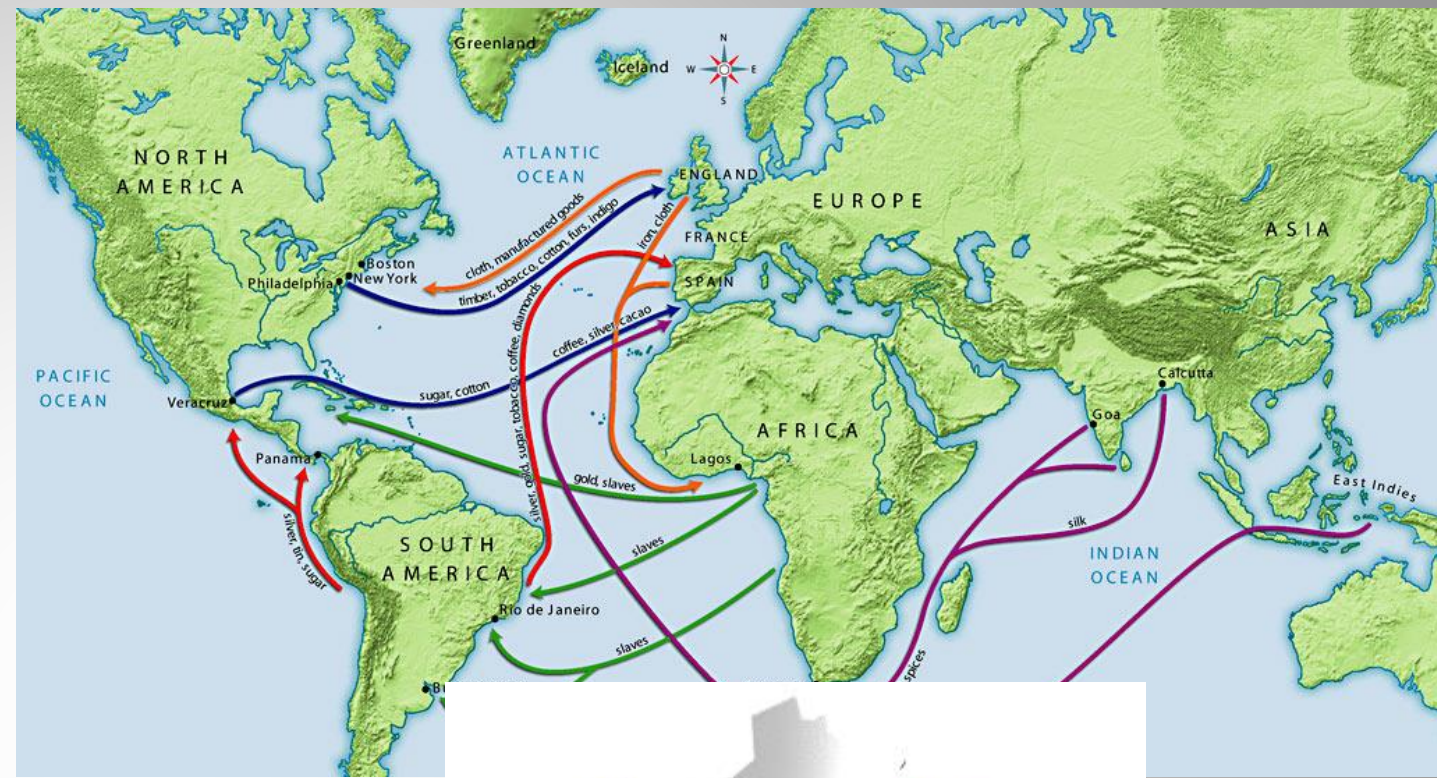 Greenland
Iceland
N
W E
S
NORTH
AMERICA
ATLANTIC
OCEAN
ENGLAND
EUROPE
ASIA
cloth, manufactured goods
timber, tobacco, cotton, furs, indigo
iron, cloth
FRANCE
Boston
New York
Philadelphia
SPAIN
silver, gold, sugar, tobacco, coffee, diamonds
coffee, silver, cacao
sugar, cotton
PACIFIC
OCEAN
Veracruz
Calcutta
Goa
AFRICA
Lagos
Panama
gold, slaves
East Indies
silver, tin, sugar
SOUTH
AMERICA
slaves
silk
INDIAN
OCEAN
Rio de Janeiro
slaves
spices